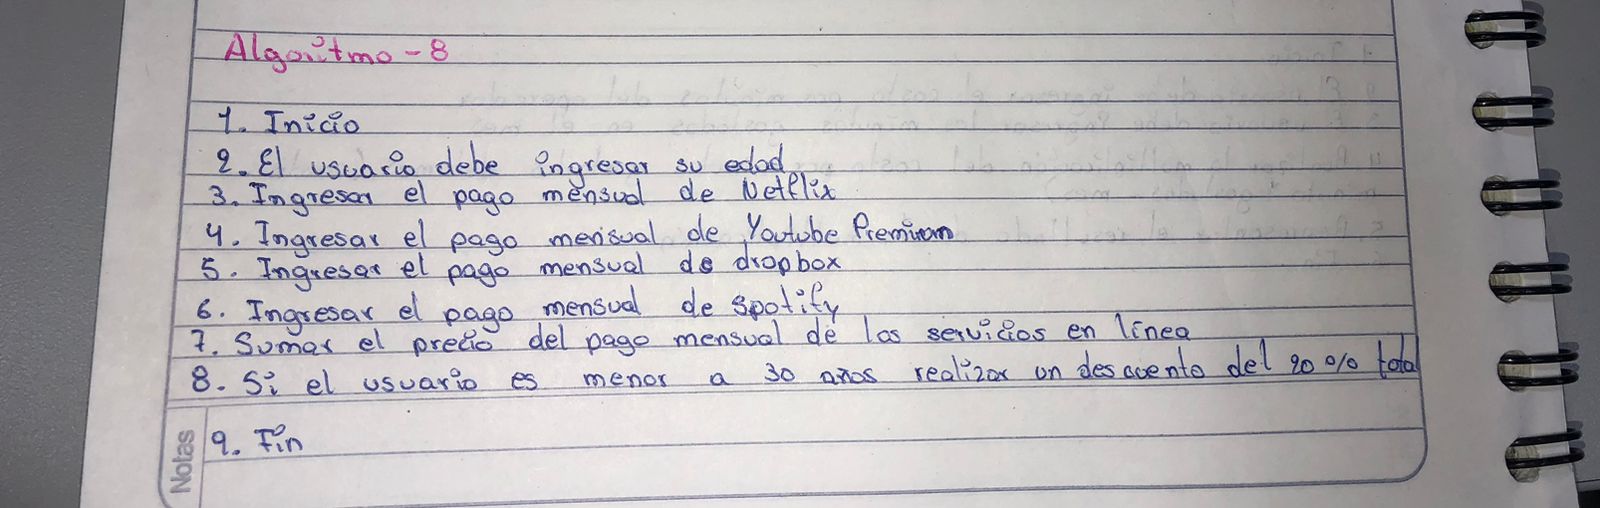 Algoritmo - 8
1. Inicio
2. El usuario debe ingresar su edad
3. Ingresar el pago mensual de Netflix
4. Ingresar el pago mensual de Youtube Premium
5. Ingresar el pago mensual de dropbox
6. Ingresar el pago mensual de spotify
7. Sumar el precio del pago mensual de los servicios en línea
8. Si el usuario es menor a 30 años realizar un descuento del 20% total
9. Fin
Notas